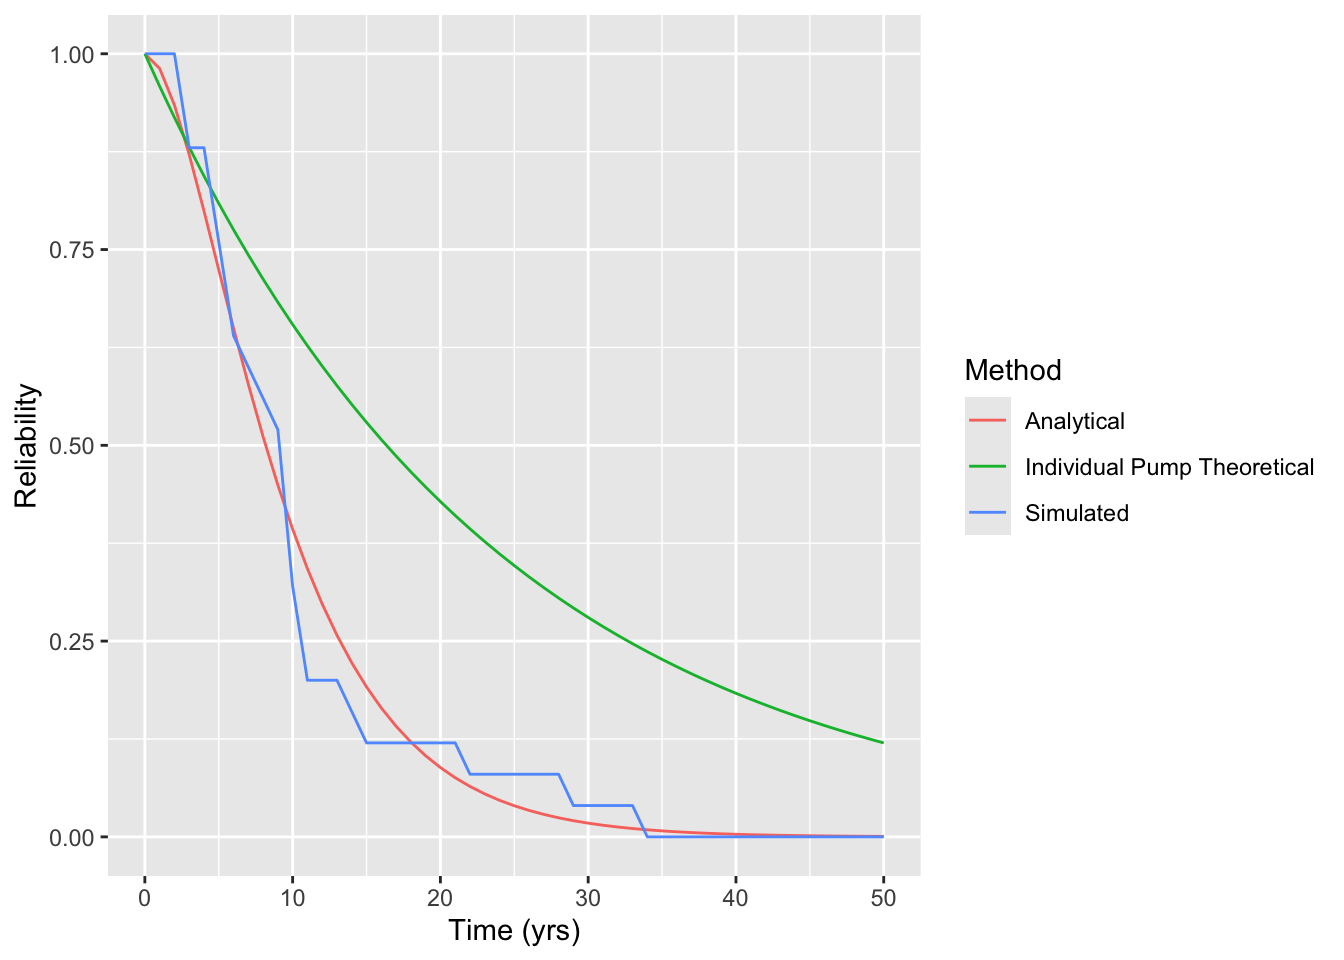 1.00
0.75
0.50
0.25
0.00
Reliability
0
10
20
30
40
50
Time (yrs)
Method
Analytical
Individual Pump Theoretical
Simulated